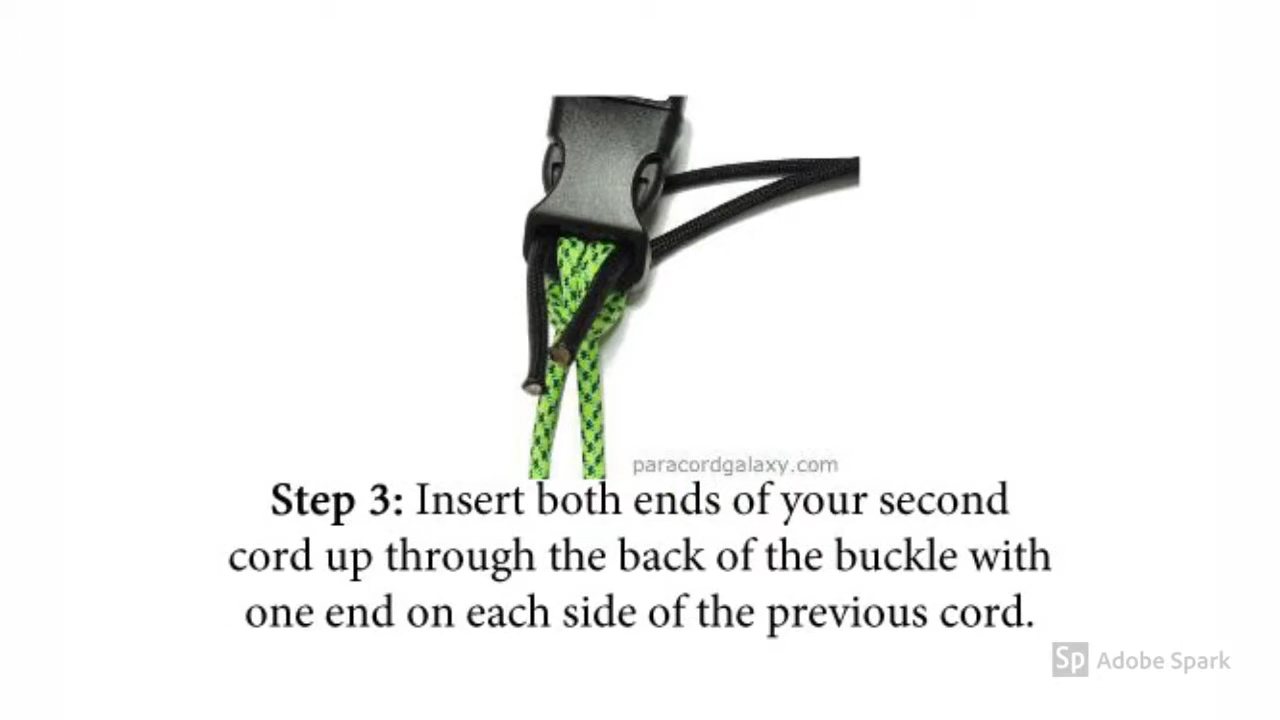 paracordgalaxy.com
Step 3: Insert both ends of your second
cord up through the back of the buckle with
one end on each side of the previous cord.
Sp Adobe Spark